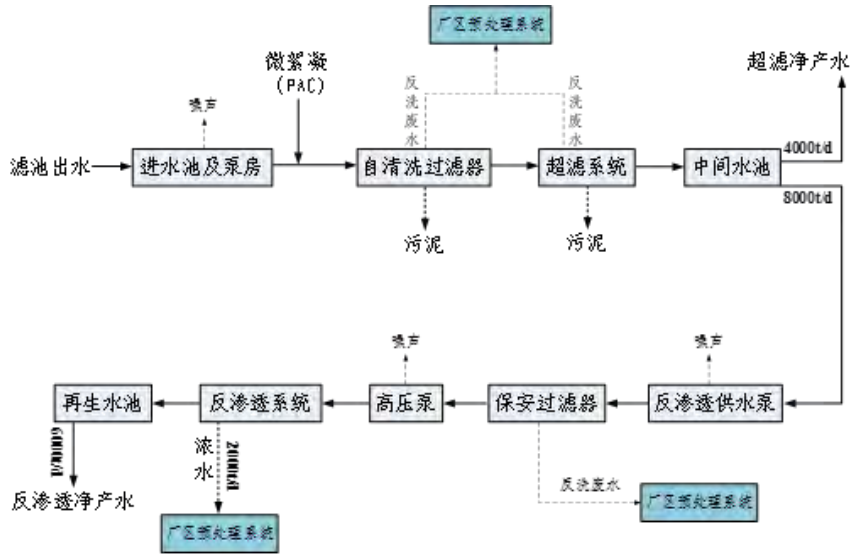 厂区预处理系统
微絮凝
(PAC)
超滤净产水
噪声
反洗废水
反洗废水
4000t/d
滤池出水
进水池及泵房
自清洗过滤器
超滤系统
中间水池
8000t/d
污泥
污泥
噪声
噪声
再生水池
反渗透系统
高压泵
保安过滤器
反渗透供水泵
6000t/d
浓水
2000t/d
反渗透净产水
反洗废水
厂区预处理系统
厂区预处理系统